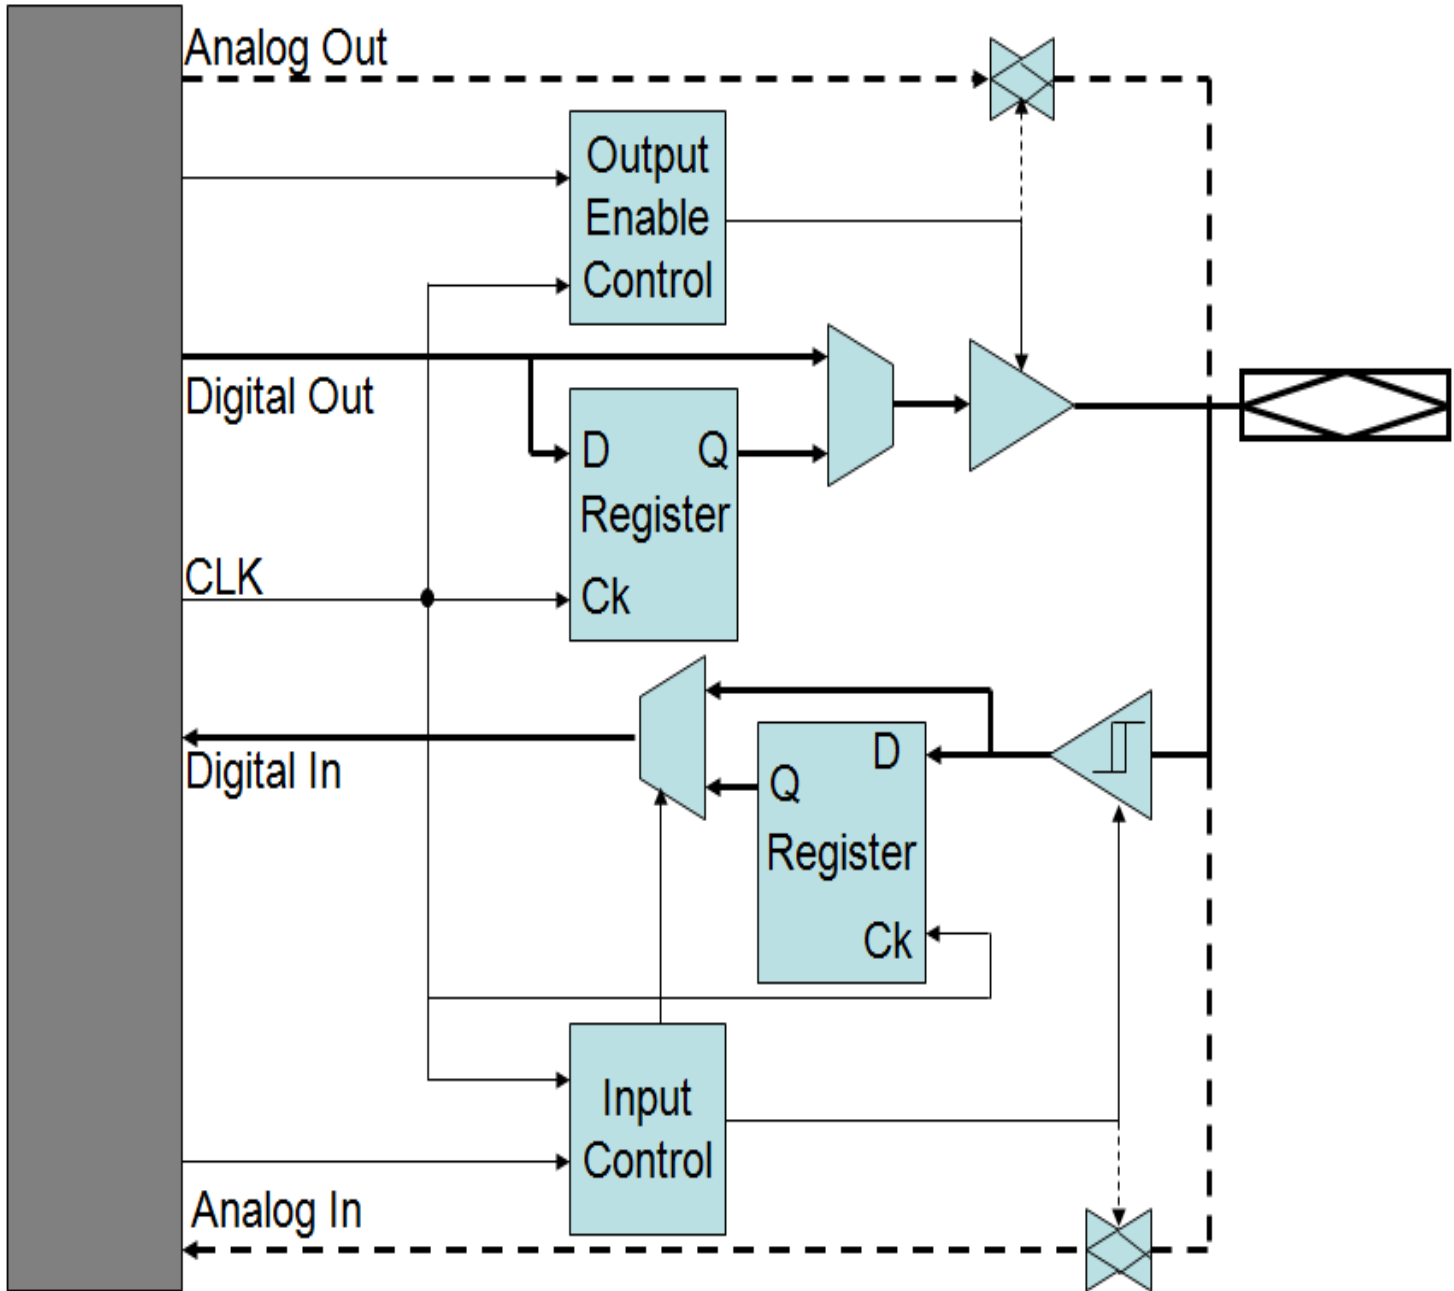 Analog Out
Output
Enable
Control
Digital Out
D Q
Register
CLK
Ck
D
Digital In
Q
Register
Ck
Input
Control
Analog In